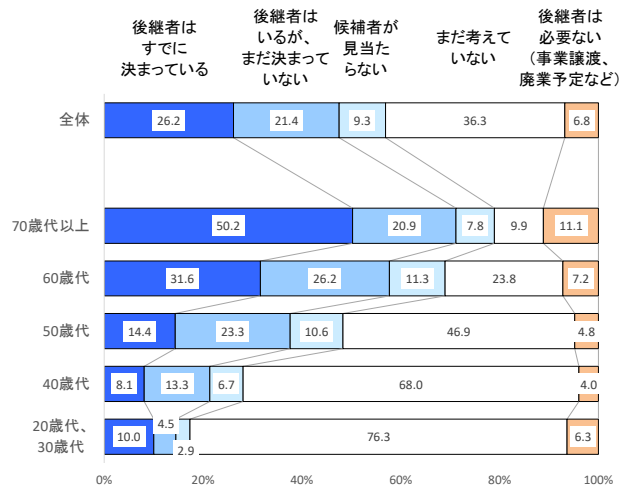 後継者は
すでに
決まっている
後継者は
いるが、
まだ決まって
いない
候補者が
見当た
らない
まだ考えて
いない
後継者は
必要ない
(事業譲渡、
廃業予定など)
全体
26.2
21.4
9.3
36.3
6.8
70歳代以上
50.2
20.9
7.8
9.9
11.1
60歳代
31.6
26.2
11.3
23.8
7.2
50歳代
14.4
23.3
10.6
46.9
4.8
40歳代
8.1
13.3
6.7
68.0
4.0
20歳代、
30歳代
10.0
4.5
2.9
76.3
6.3
0%
20%
40%
60%
80%
100%